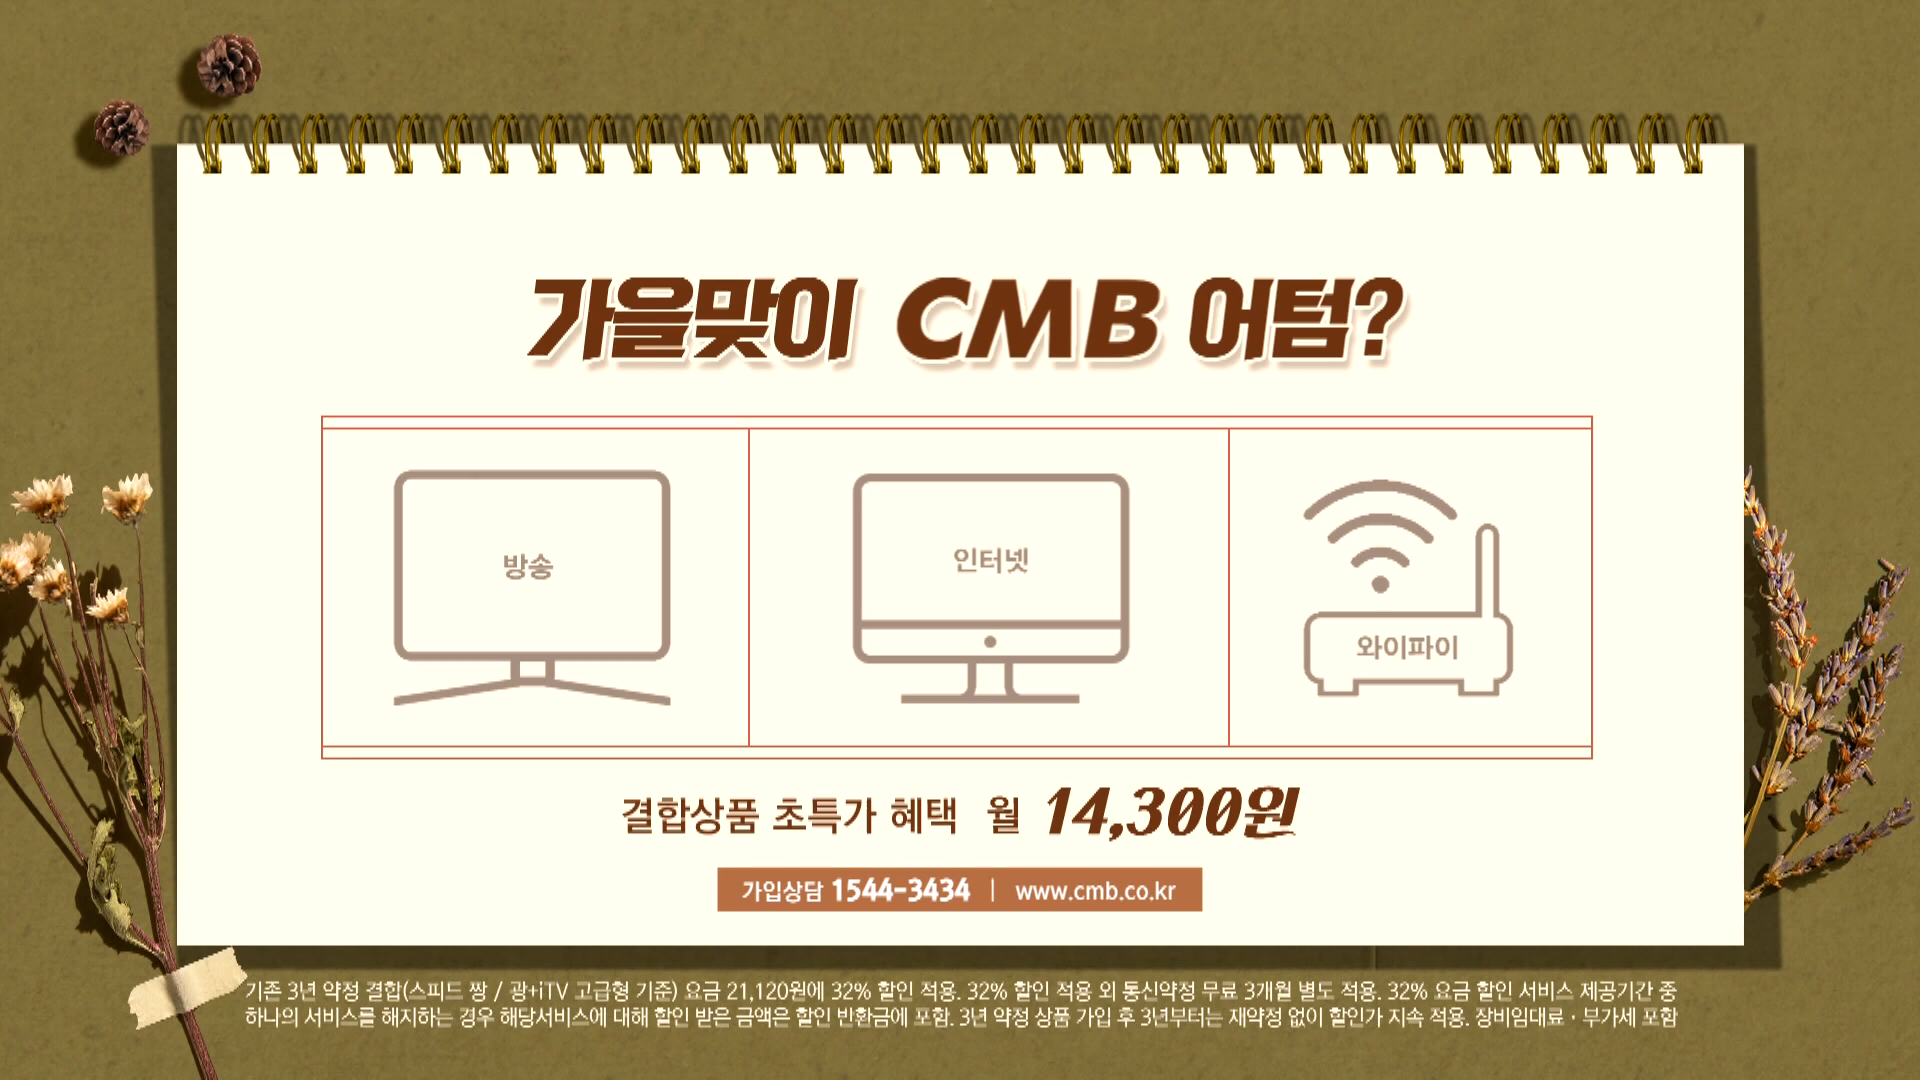 가을맞이 CMB 어텀?
방송
인터넷
와이파이
결합상품 초특가 혜택 월 14,300원
가입상담 1544-3434 | www.cmb.co.kr
기존 3년 약정 결합(스피드 짱 / 광+iTV 고급형 기준) 요금 21,120원에 32% 할인 적용. 32% 할인 적용 외 통신약정 무료 3개월 별도 적용. 32% 요금 할인 서비스 제공기간 중
하나의 서비스를 해지하는 경우 해당서비스에 대해 할인 받은 금액은 할인 반환금에 포함. 3년 약정 상품 가입 후 3년부터는 재약정 없이 할인가 지속 적용. 장비임대료 · 부가세 포함